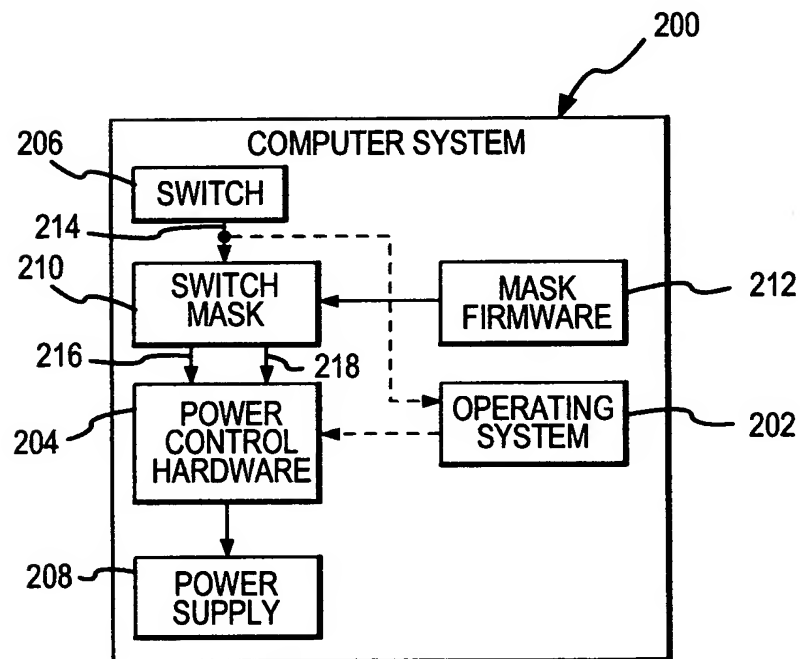 200
COMPUTER SYSTEM
206
SWITCH
214
210
SWITCH
MASK
MASK
FIRMWARE
212
216
218
204
POWER
CONTROL
HARDWARE
OPERATING
SYSTEM
202
208
POWER
SUPPLY